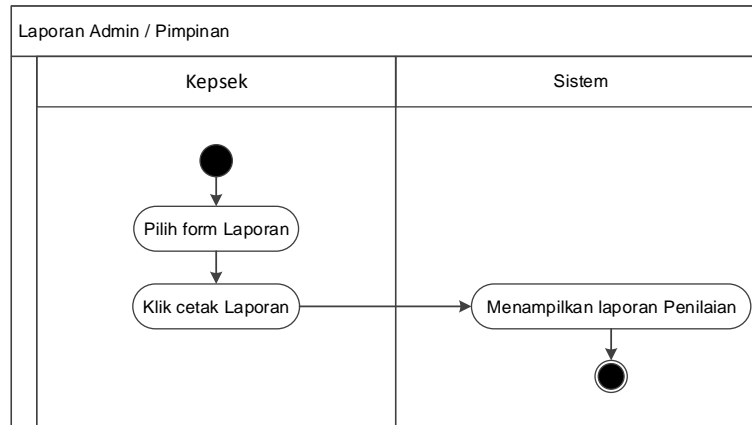 Laporan Admin / Pimpinan
Kepsek
Sistem
Pilih form Laporan
Klik cetak Laporan
Menampilkan laporan Penilaian